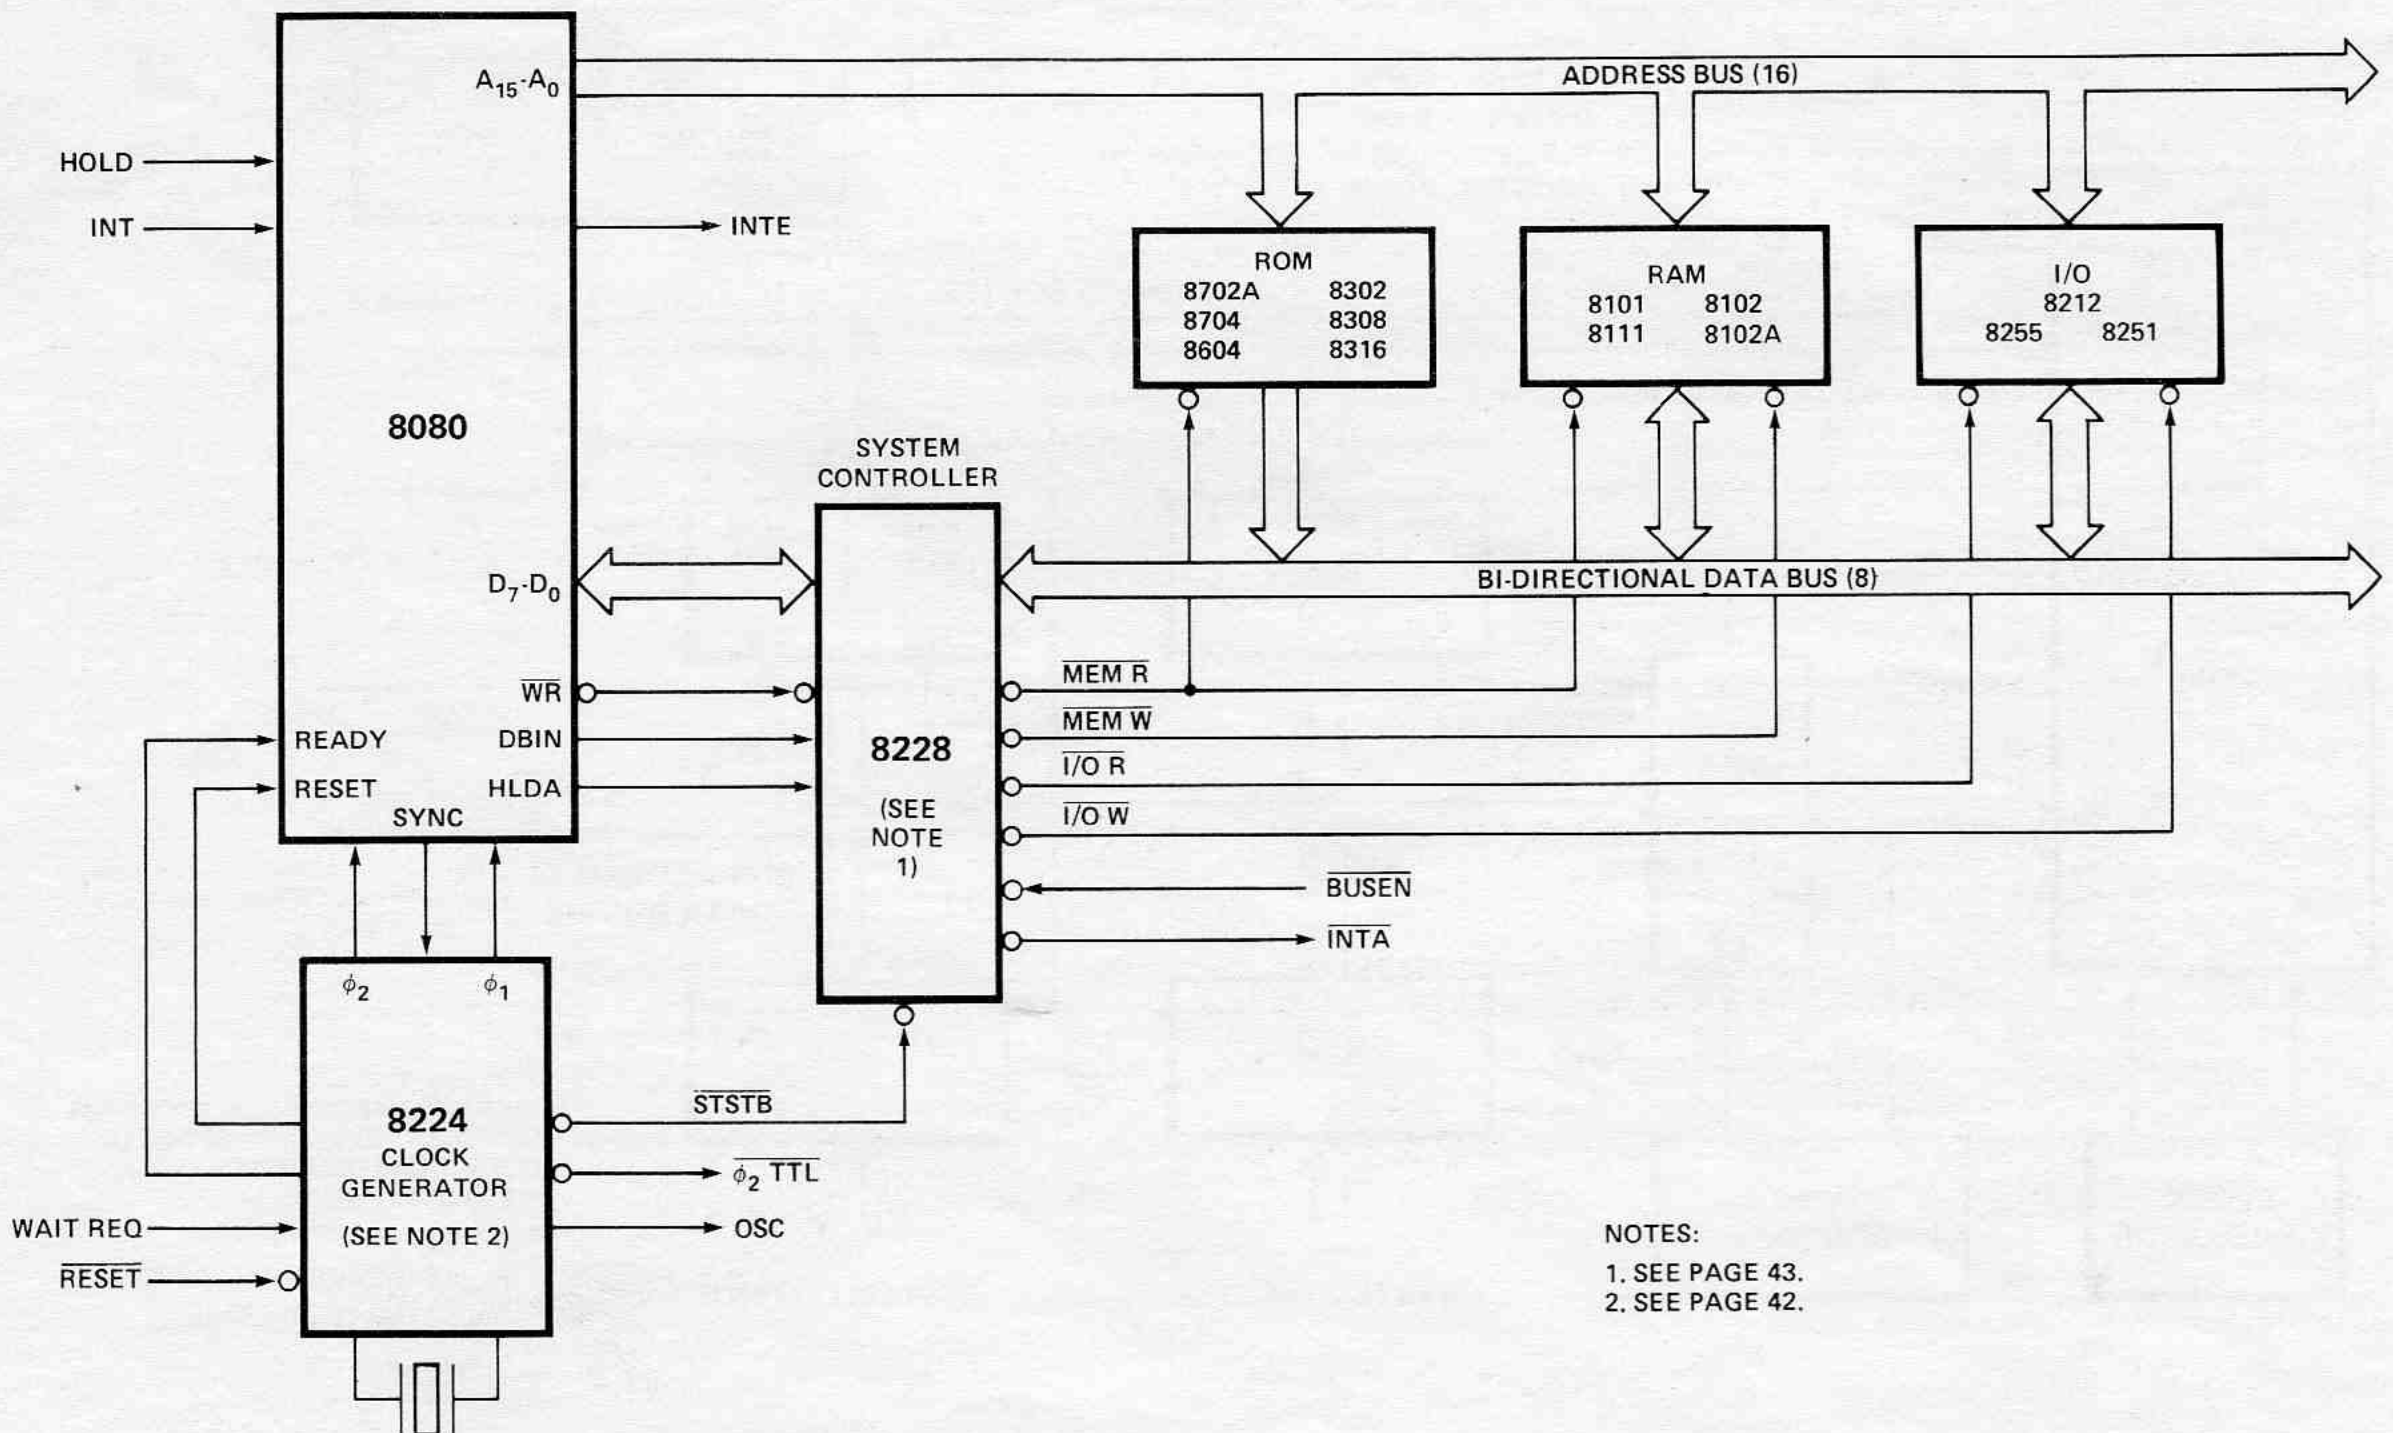 A15-A0
ADDRESS BUS (16)
HOLD
INT
INTE
ROM
8702A 8302
8704 8308
8604 8316
RAM
8101 8102
8111 8102A
I/O
8212
8255 8251
8080
SYSTEM
CONTROLLER
D7-D0
BI-DIRECTIONAL DATA BUS (8)
WR
MEM R
MEM W
READY
DBIN
8228
I/O R
RESET
HLDA
(SEE
NOTE
1)
I/O W
SYNC
BUSEN
INTA
ϕ2 ϕ1
8224
CLOCK
GENERATOR
(SEE NOTE 2)
STSTB
ϕ2 TTL
OSC
WAIT REQ
RESET
NOTES:
1. SEE PAGE 43.
2. SEE PAGE 42.